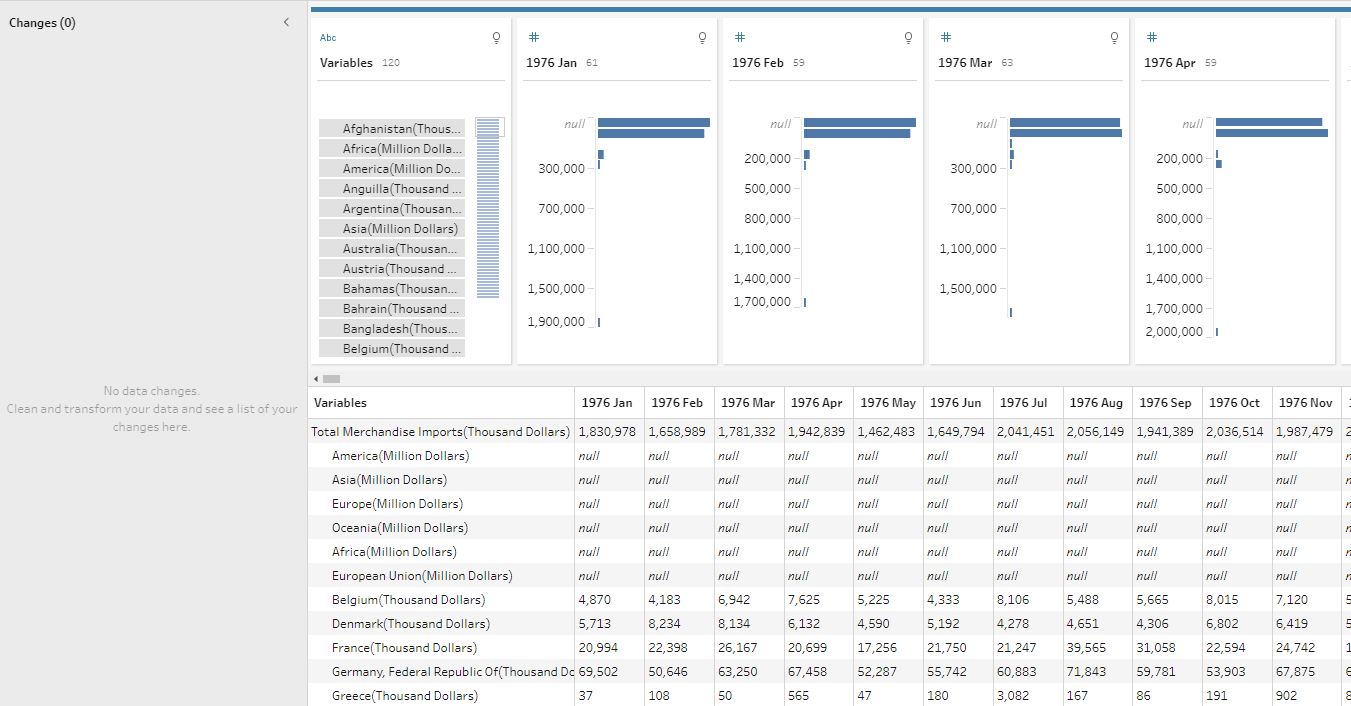 Changes (0)
No data changes.
Clean and transform your data and see a list of your
changes here.
Abc
Variables 120
Afghanistan(Thous...
Africa(Million Dolla...
America(Million Do...
Anguilla(Thousand ...
Argentina(Thousan...
Asia(Million Dollars)
Australia(Thousan...
Austria(Thousand ...
Bahamas(Thousan...
Bahrain(Thousand ...
Bangladesh(Thous...
Belgium(Thousand ...
#
1976 Jan 61
null
300,000
700,000
1,100,000
1,500,000
1,900,000
#
1976 Feb 59
null
200,000
500,000
800,000
1,100,000
1,400,000
1,700,000
#
1976 Mar 63
null
300,000
700,000
1,100,000
1,500,000
#
1976 Apr 59
null
200,000
500,000
800,000
1,100,000
1,400,000
1,700,000
2,000,000
Variables 1976 Jan 1976 Feb 1976 Mar 1976 Apr 1976 May 1976 Jun 1976 Jul 1976 Aug 1976 Sep 1976 Oct 1976 Nov
Total Merchandise Imports(Thousand Dollars) 1,830,978 1,658,989 1,781,332 1,942,839 1,462,483 1,649,794 2,041,451 2,056,149 1,941,389 2,036,514 1,987,479
America(Million Dollars) null null null null null null null null null null null
Asia(Million Dollars) null null null null null null null null null null null
Europe(Million Dollars) null null null null null null null null null null null
Oceania(Million Dollars) null null null null null null null null null null null
Africa(Million Dollars) null null null null null null null null null null null
European Union(Million Dollars) null null null null null null null null null null null
Belgium(Thousand Dollars) 4,870 4,183 6,942 7,625 5,225 4,333 8,106 5,488 5,665 8,015 7,120
Denmark(Thousand Dollars) 5,713 8,234 8,134 6,132 4,590 5,192 4,278 4,651 4,306 6,802 6,419
France(Thousand Dollars) 20,994 22,398 26,167 20,699 17,256 21,750 21,247 39,565 31,058 22,594 24,742
Germany, Federal Republic Of(Thousand Do 69,502 50,646 63,250 67,458 52,287 55,742 60,883 71,843 59,781 53,903 67,875
Greece(Thousand Dollars) 37 108 50 565 47 180 3,082 167 86 191 902